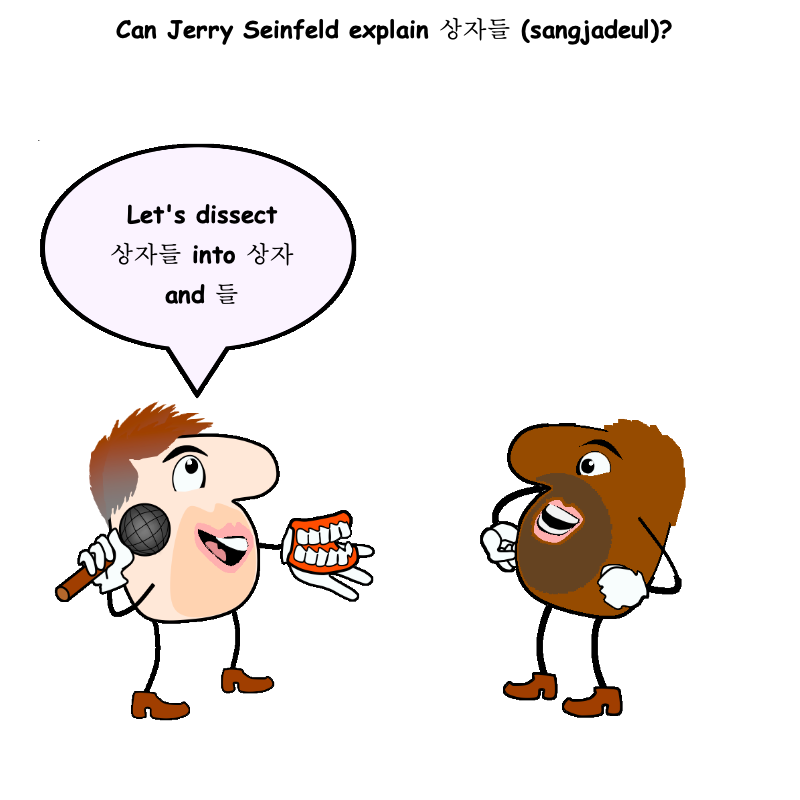 Can Jerry Seinfeld explain 상자들 (sangjadeul)?
Let's dissect
상자들 into 상자
and 들